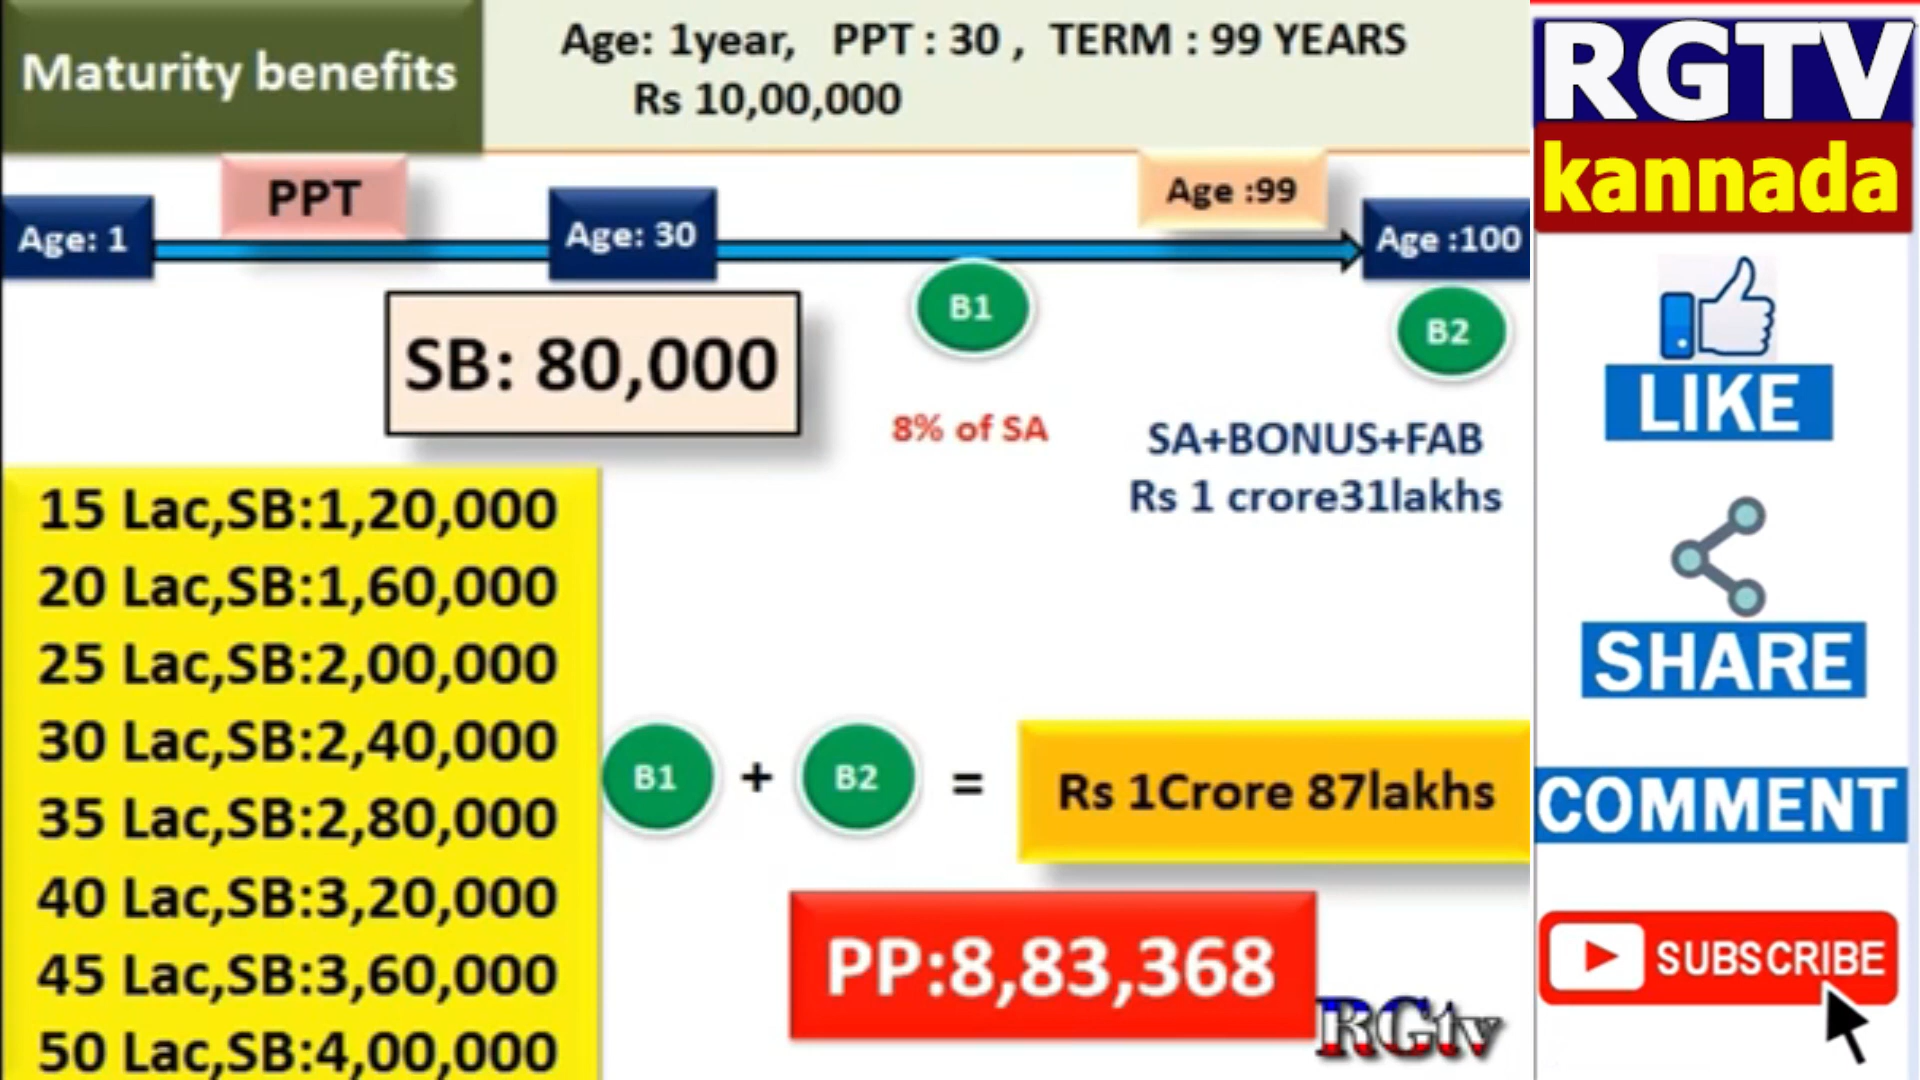 Maturity benefits
Age: 1year, PPT : 30 , TERM : 99 YEARS
Rs 10,00,000
PPT
Age :99
Age: 1
Age: 30
Age :100
B1
B2
SB: 80,000
8% of SA
SA+BONUS+FAB
Rs 1 crore31lakhs
15 Lac,SB:1,20,000
20 Lac,SB:1,60,000
25 Lac,SB:2,00,000
30 Lac,SB:2,40,000
35 Lac,SB:2,80,000
40 Lac,SB:3,20,000
45 Lac,SB:3,60,000
50 Lac,SB:4,00,000
B1 + B2 = Rs 1Crore 87lakhs
PP:8,83,368
RGtv
RGTV
kannada
LIKE
SHARE
COMMENT
SUBSCRIBE